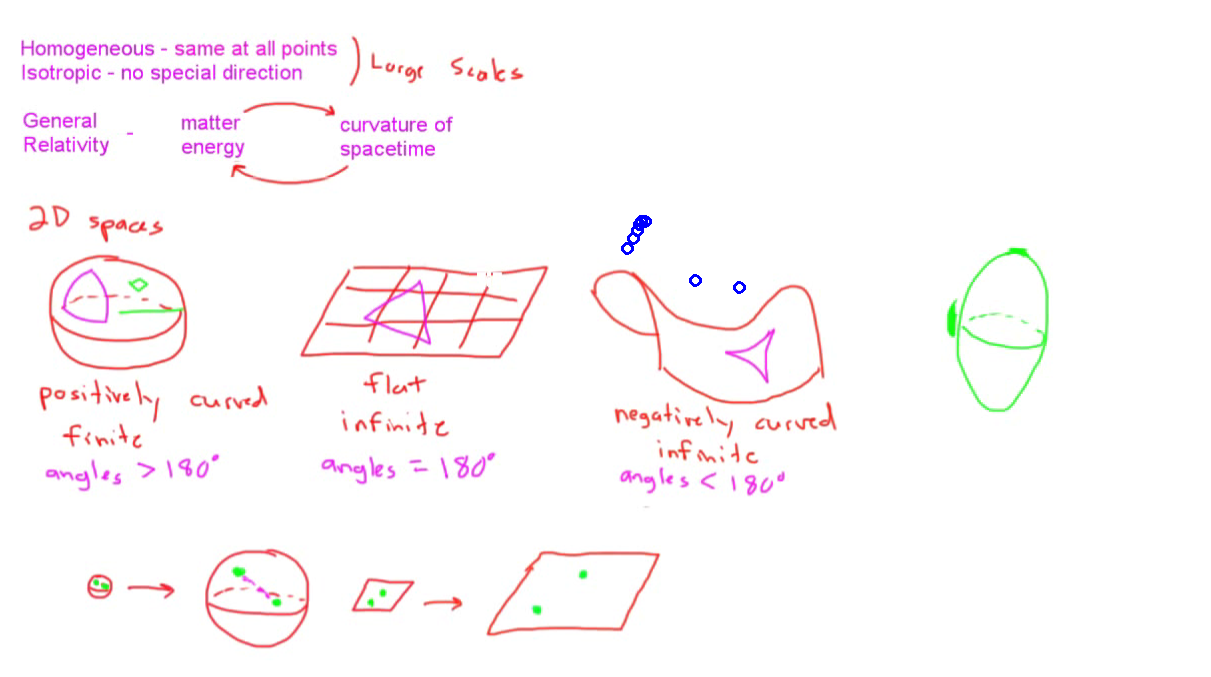 Homogeneous - same at all points
Isotropic - no special direction
Large Scales
General Relativity -
matter energy
curvature of spacetime
2D spaces
positively curved
finite
angles > 180°
flat
infinite
angles = 180°
negatively curved
infinite
angles < 180°